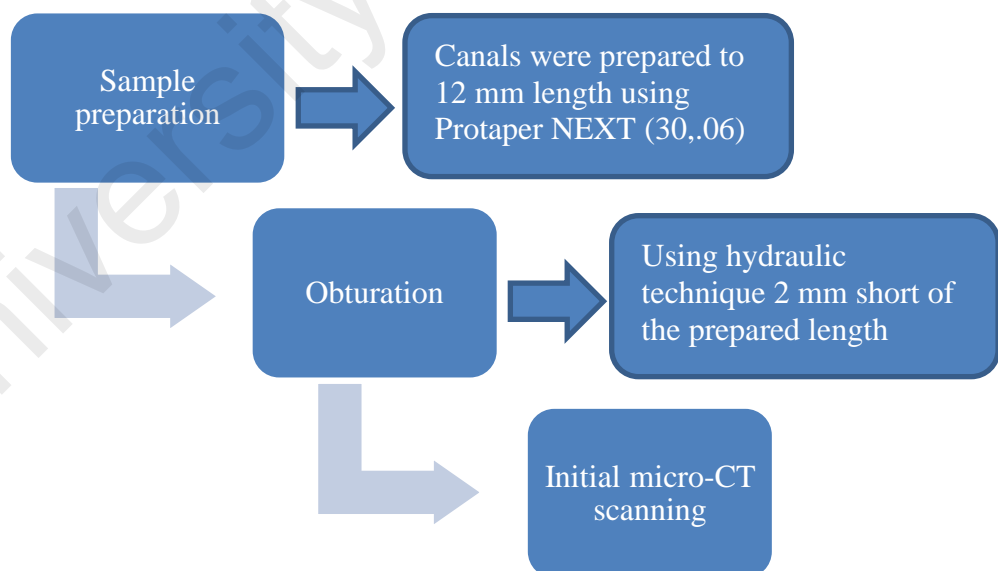 Sample
preparation
Canals were prepared to
12 mm length using
Protaper NEXT (30,.06)
Obturation
Using hydraulic
technique 2 mm short of
the prepared length
Initial micro-CT
scanning
University